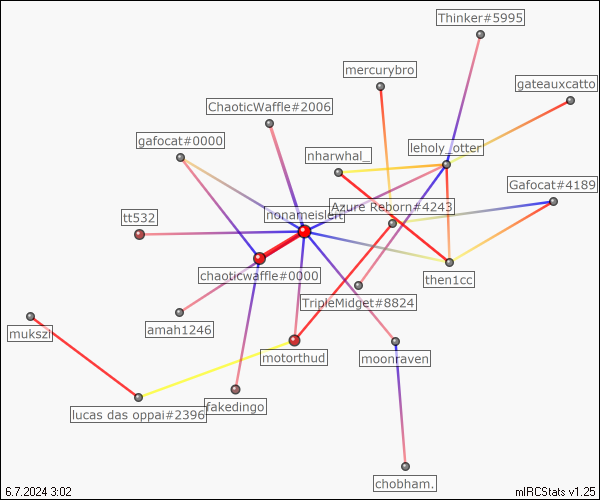 Thinker#5995
mercurybro
gateauxcatto
ChaoticWaffle#2006
gafocat#0000
leholy_otter
nharwhal_
Gafocat#4189
Azure Reborn#4243
tt532
chaoticwaffle#0000
then1cc
TripleMidget#8824
mukszi
amah1246
motorthud
moonraven
lucas das oppai#2396
fakedingo
chobham.
6.7.2024 3:02
mIRCStats v1.25